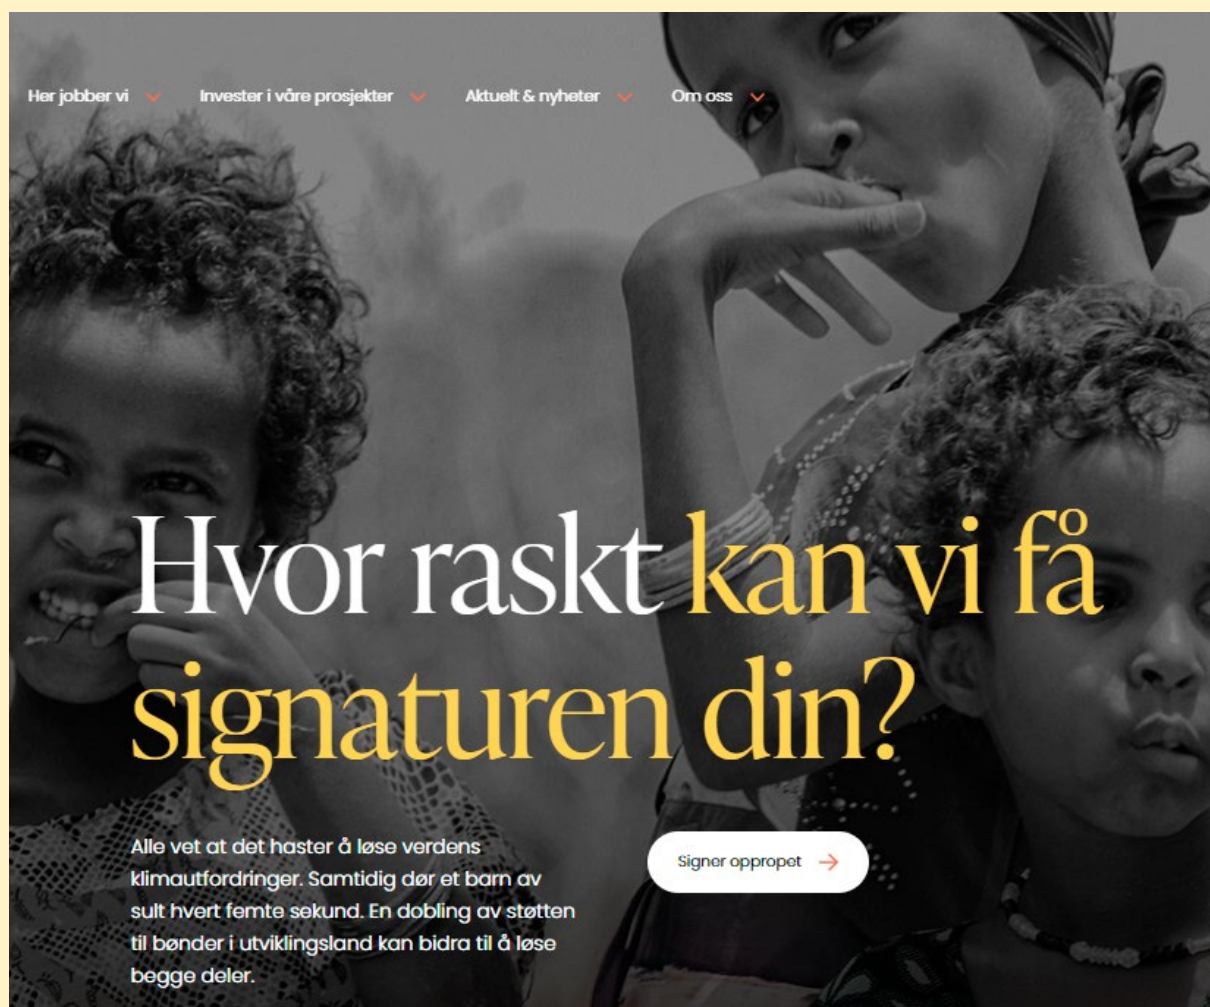 Her jobber vi
Invester i våre prosjekter
Aktuelt & nyheter
Om oss
Hvor raskt kan vi få
signaturen din?
Alle vet at det haster å løse verdens
klimautfordringer. Samtidig dør et barn av
sult hvert femte sekund. En dobling av støtten
til bønder i utviklingsland kan bidra til å løse
begge deler.
Signer oppropet